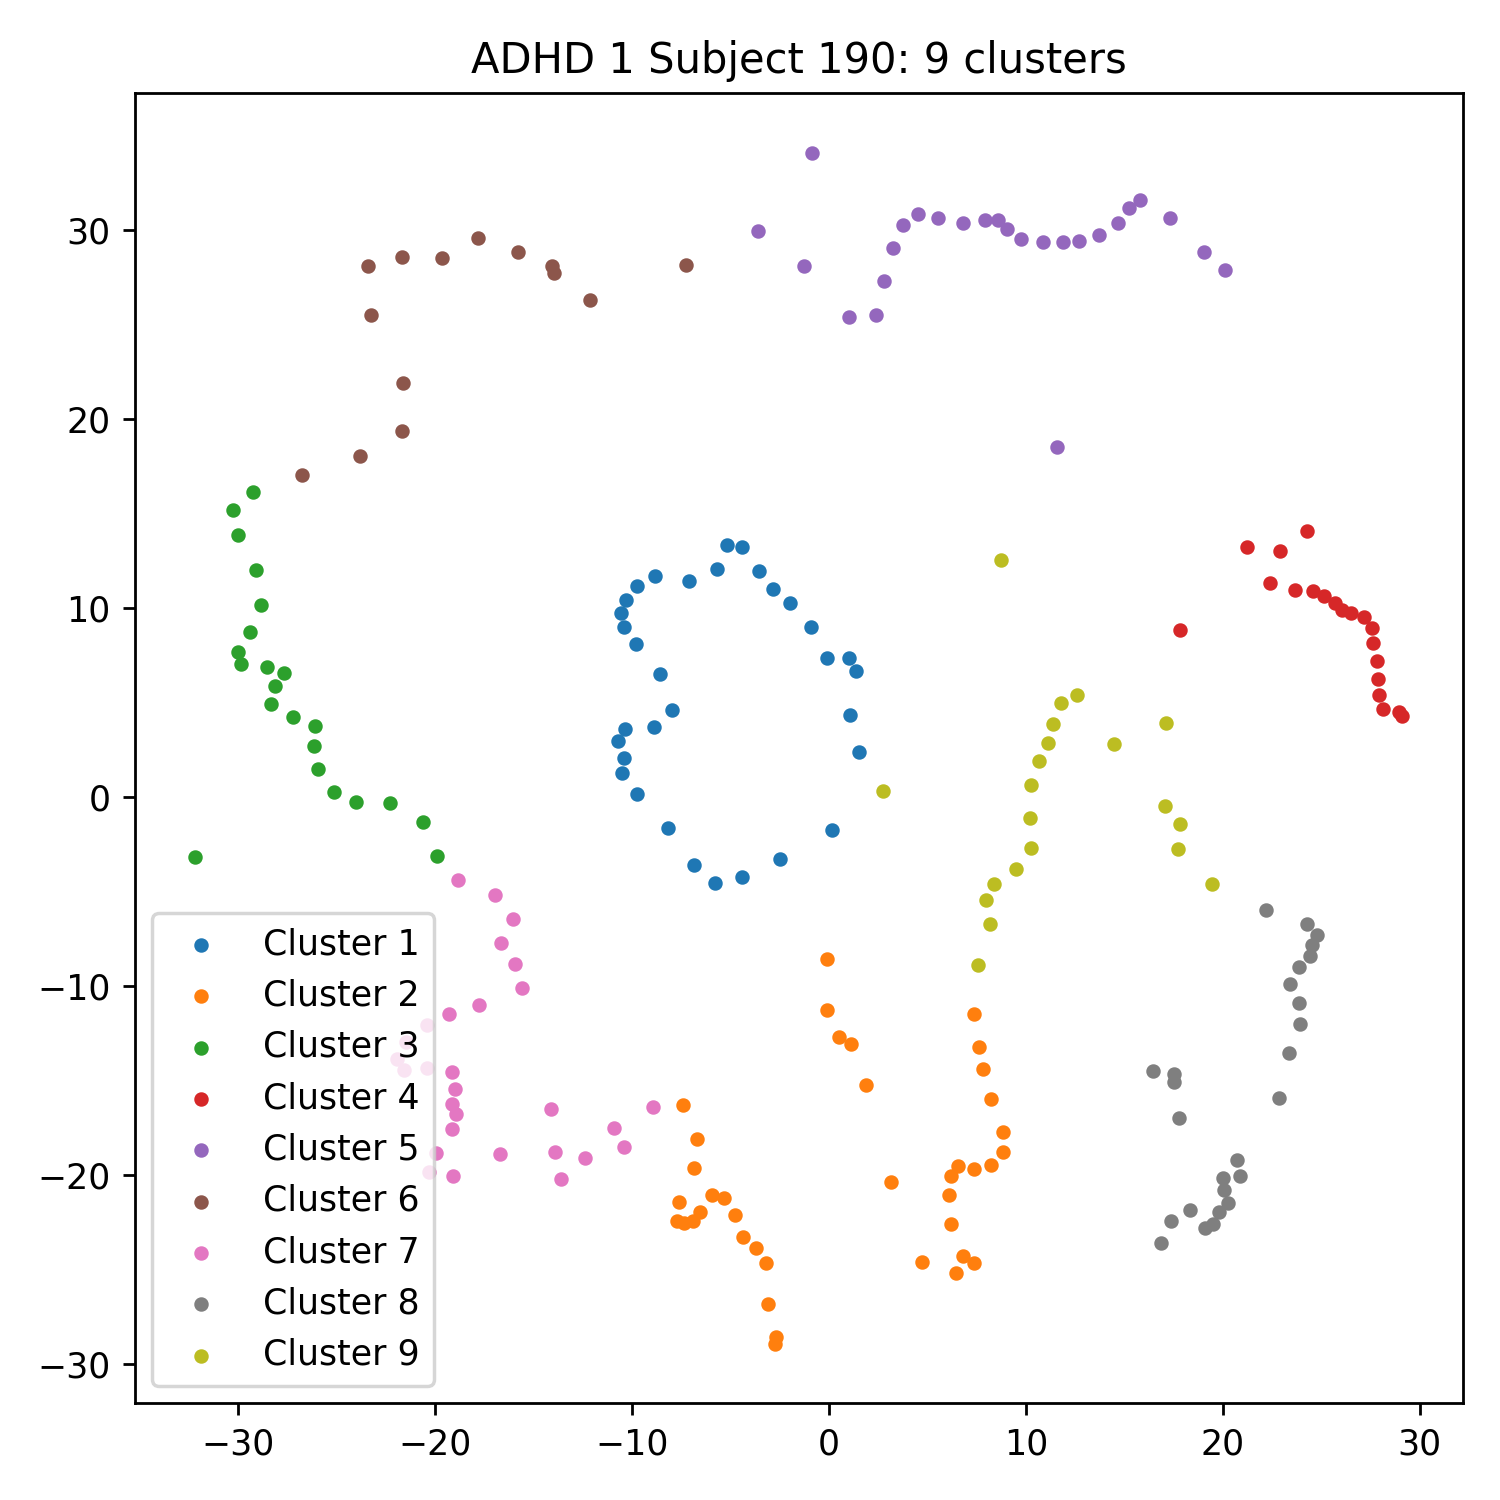 ADHD 1 Subject 190: 9 clusters
30
20
10
0
−10
−20
−30
Cluster 1
Cluster 2
Cluster 3
Cluster 4
Cluster 5
Cluster 6
Cluster 7
Cluster 8
Cluster 9
−30 −20 −10 0 10 20 30